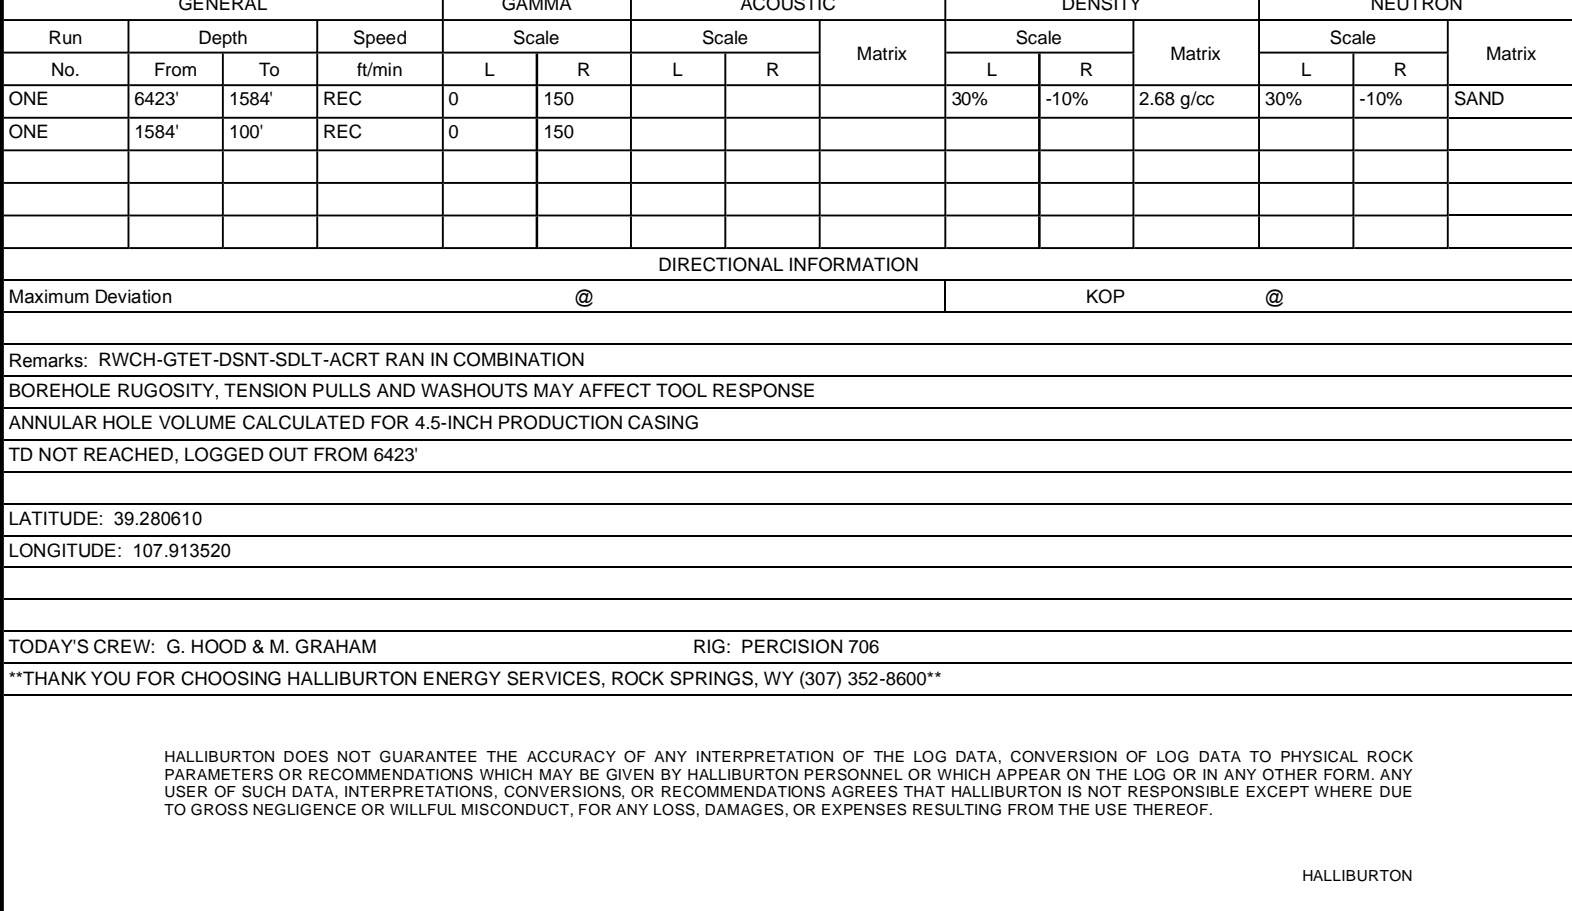 GENERAL GAMMA ACOUSTIC DENSITY NEUTRON
Run Depth Speed Scale Scale Matrix Scale Matrix Scale Matrix
No. From To ft/min L R L R L R L R
ONE 6423' 1584' REC 0 150 30% -10% 2.68 g/cc 30% -10% SAND
ONE 1584' 100' REC 0 150
DIRECTIONAL INFORMATION
Maximum Deviation @ KOP @
Remarks: RWCH-GTET-DSNT-SDLT-ACRT RAN IN COMBINATION
BOREHOLE RUGOSITY, TENSION PULLS AND WASHOUTS MAY AFFECT TOOL RESPONSE
ANNULAR HOLE VOLUME CALCULATED FOR 4.5-INCH PRODUCTION CASING
TD NOT REACHED, LOGGED OUT FROM 6423'
LATITUDE: 39.280610
LONGITUDE: 107.913520
TODAY'S CREW: G. HOOD & M. GRAHAM RIG: PERCISION 706
**THANK YOU FOR CHOOSING HALLIBURTON ENERGY SERVICES, ROCK SPRINGS, WY (307) 352-8600**
HALLIBURTON DOES NOT GUARANTEE THE ACCURACY OF ANY INTERPRETATION OF THE LOG DATA, CONVERSION OF LOG DATA TO PHYSICAL ROCK
PARAMETERS OR RECOMMENDATIONS WHICH MAY BE GIVEN BY HALLIBURTON PERSONNEL OR WHICH APPEAR ON THE LOG OR IN ANY OTHER FORM. ANY
USER OF SUCH DATA, INTERPRETATIONS, CONVERSIONS, OR RECOMMENDATIONS AGREES THAT HALLIBURTON IS NOT RESPONSIBLE EXCEPT WHERE DUE
TO GROSS NEGLIGENCE OR WILLFUL MISCONDUCT, FOR ANY LOSS, DAMAGES, OR EXPENSES RESULTING FROM THE USE THEREOF.
HALLIBURTON